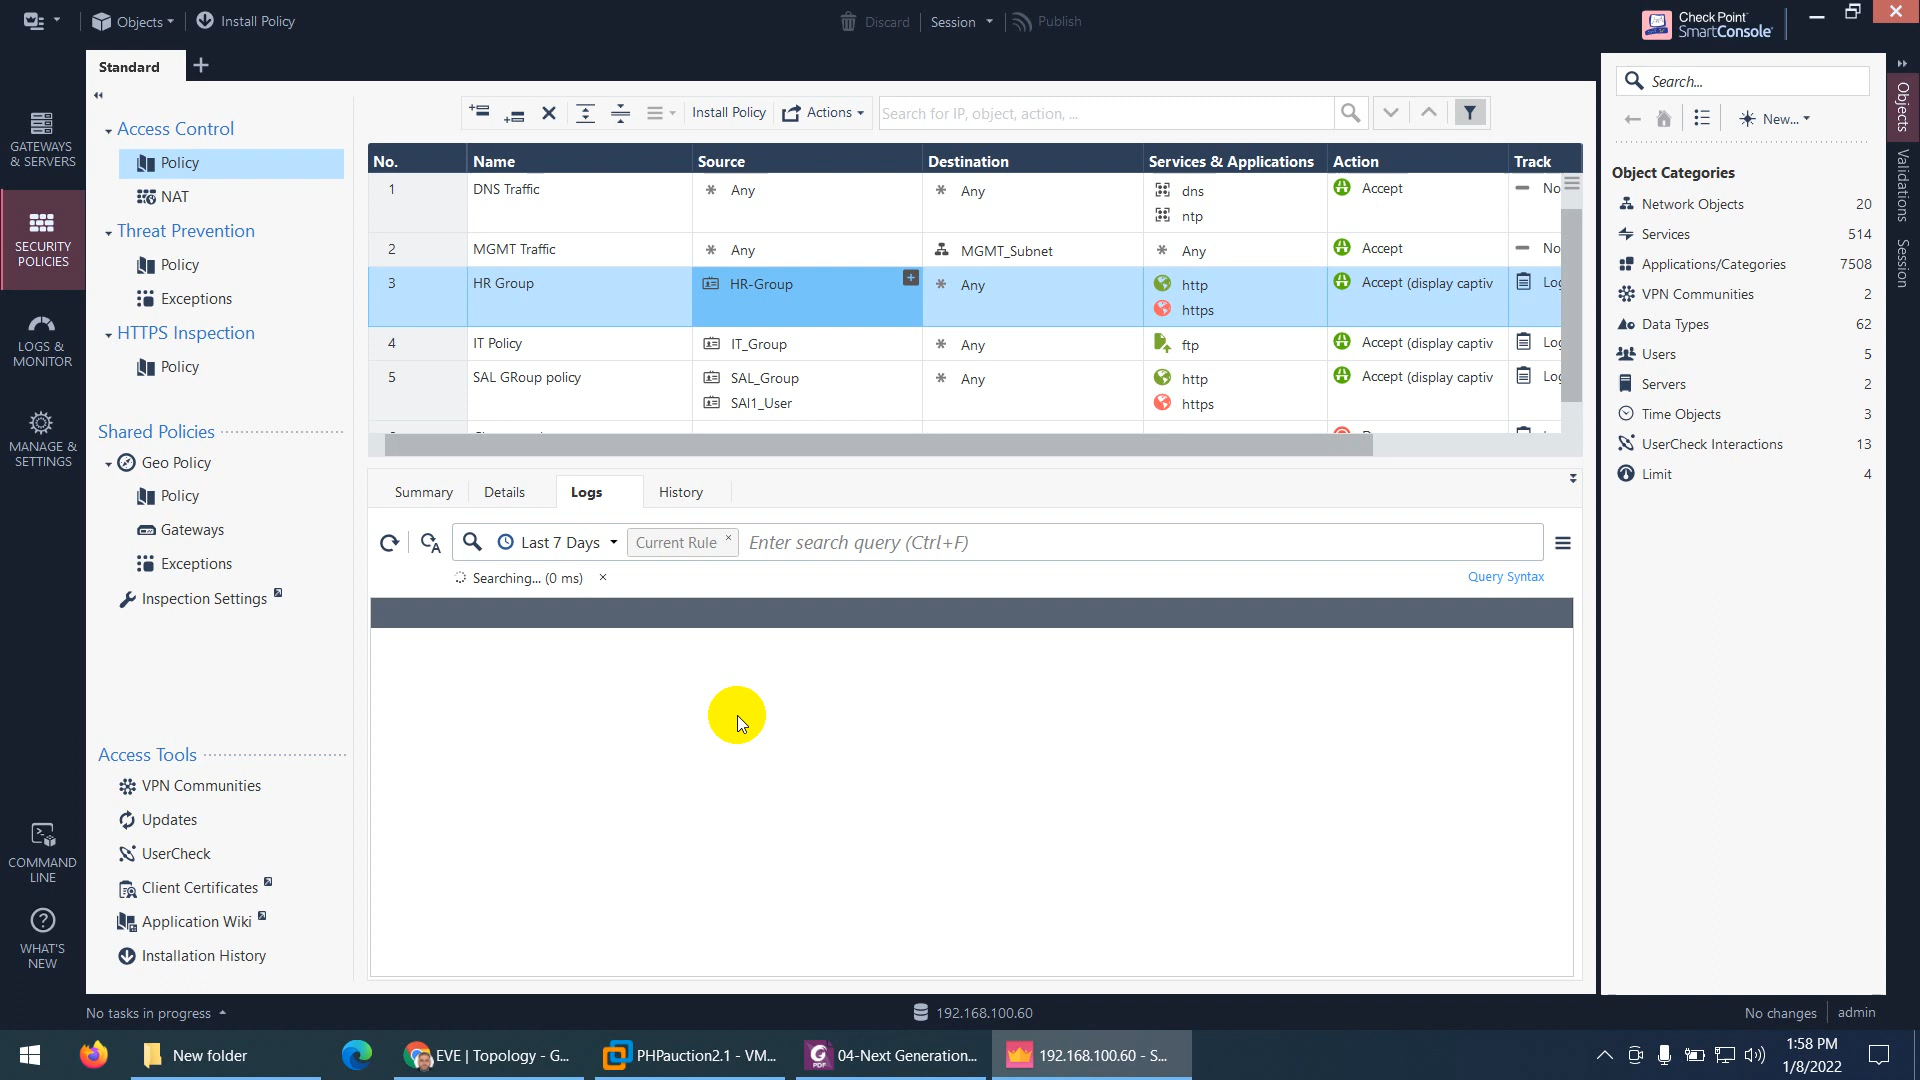 Objects
Install Policy
Discard
Session
Publish
Check Point
SmartConsole
Standard
Search...
Access Control
Policy
NAT
Threat Prevention
Policy
Exceptions
HTTPS Inspection
Policy
Shared Policies
Geo Policy
Policy
Gateways
Exceptions
Inspection Settings
Access Tools
VPN Communities
Updates
UserCheck
Client Certificates
Application Wiki
Installation History
GATEWAYS
& SERVERS
SECURITY
POLICIES
LOGS &
MONITOR
MANAGE &
SETTINGS
COMMAND
LINE
WHAT'S
NEW
Install Policy
Actions
Search for IP, object, action, ...
No. Name Source Destination Services & Applications Action Track
1 DNS Traffic * Any * Any dns Accept No
ntp
2 MGMT Traffic * Any MGMT_Subnet * Any Accept No
3 HR Group HR-Group * Any http Accept (display captiv Log
https
4 IT Policy IT_Group * Any ftp Accept (display captiv Log
5 SAL GRoup policy SAL_Group * Any http Accept (display captiv Log
SAl1_User https
Summary Details Logs History
Last 7 Days Current Rule × Enter search query (Ctrl+F)
Searching... (0 ms) ×
Query Syntax
New...
Object Categories
Network Objects 20
Services 514
Applications/Categories 7508
VPN Communities 2
Data Types 62
Users 5
Servers 2
Time Objects 3
UserCheck Interactions 13
Limit 4
Objects
Validations
Session
No tasks in progress
192.168.100.60
No changes
admin
New folder
EVE | Topology - G...
PHPauction2.1 - VM...
04-Next Generation...
192.168.100.60 - S...
1:58 PM
1/8/2022